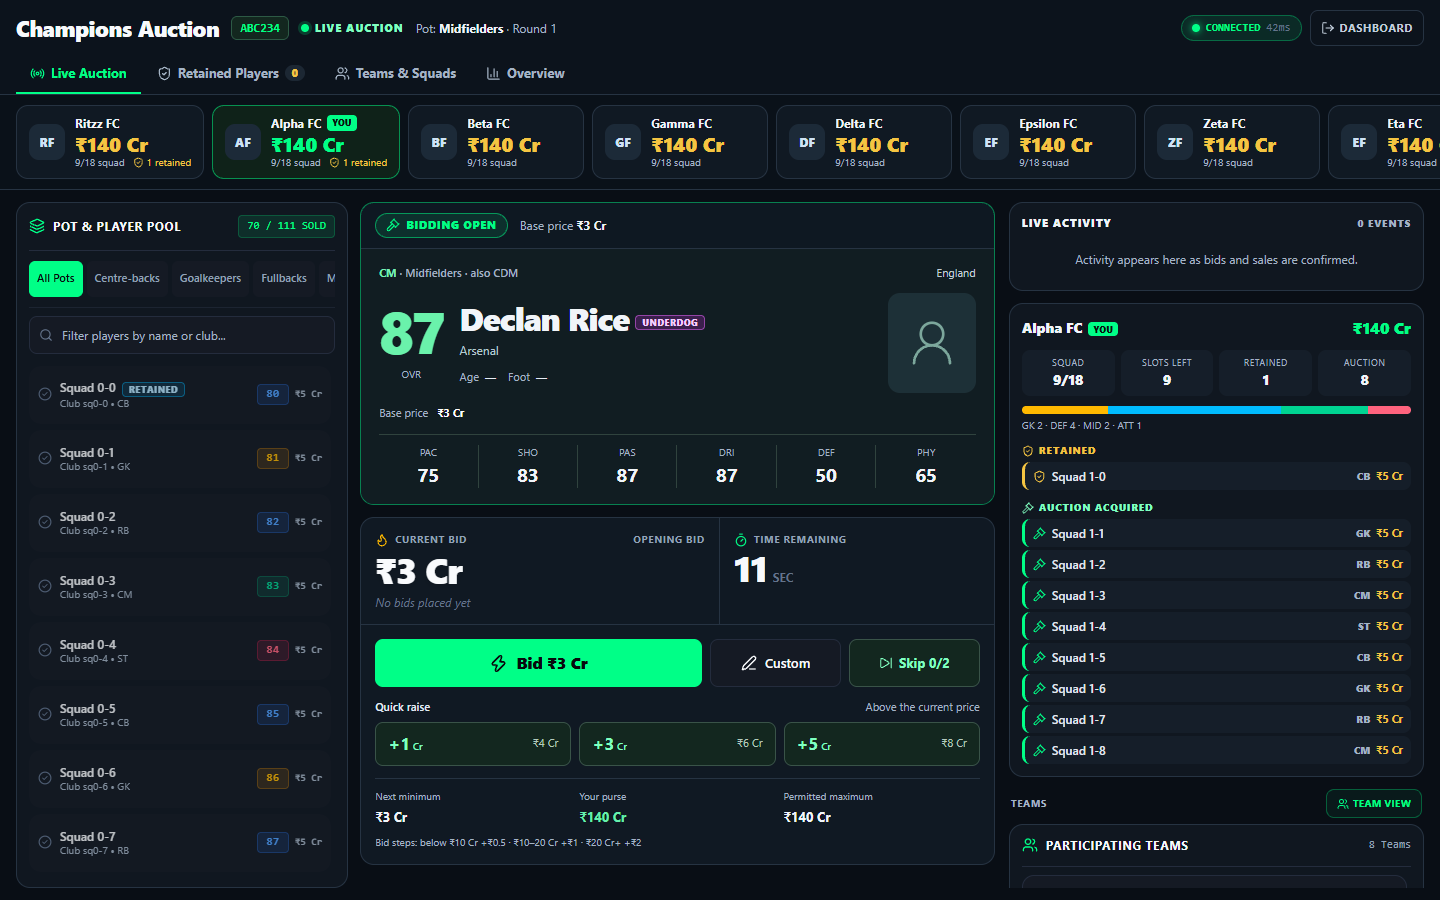 Champions Auction ABC234 LIVE AUCTION Pot: Midfielders · Round 1 CONNECTED 42ms DASHBOARD
Live Auction Retained Players 0 Teams & Squads Overview
RF Ritzz FC
₹140 Cr
9/18 squad 1 retained
AF Alpha FC YOU
₹140 Cr
9/18 squad 1 retained
BF Beta FC
₹140 Cr
9/18 squad
GF Gamma FC
₹140 Cr
9/18 squad
DF Delta FC
₹140 Cr
9/18 squad
EF Epsilon FC
₹140 Cr
9/18 squad
ZF Zeta FC
₹140 Cr
9/18 squad
EF Eta FC
₹140 Cr
9/18 squad
POT & PLAYER POOL 70 / 111 SOLD
All Pots Centre-backs Goalkeepers Fullbacks M
Filter players by name or club...
Squad 0-0 RETAINED 80 ₹5 Cr
Club sq0-0 • CB
Squad 0-1 81 ₹5 Cr
Club sq0-1 • GK
Squad 0-2 82 ₹5 Cr
Club sq0-2 • RB
Squad 0-3 83 ₹5 Cr
Club sq0-3 • CM
Squad 0-4 84 ₹5 Cr
Club sq0-4 • ST
Squad 0-5 85 ₹5 Cr
Club sq0-5 • CB
Squad 0-6 86 ₹5 Cr
Club sq0-6 • GK
Squad 0-7 87 ₹5 Cr
Club sq0-7 • RB
BIDDING OPEN Base price ₹3 Cr
CM · Midfielders · also CDM England
87 OVR
Declan Rice UNDERDOG
Arsenal
Age — Foot —
Base price ₹3 Cr
PAC SHO PAS DRI DEF PHY
75 83 87 87 50 65
CURRENT BID OPENING BID
₹3 Cr
No bids placed yet
TIME REMAINING
11 SEC
Bid ₹3 Cr Custom Skip 0/2
Quick raise Above the current price
+1 Cr ₹4 Cr +3 Cr ₹6 Cr +5 Cr ₹8 Cr
Next minimum Your purse Permitted maximum
₹3 Cr ₹140 Cr ₹140 Cr
Bid steps: below ₹10 Cr +₹0.5 · ₹10–20 Cr +₹1 · ₹20 Cr+ +₹2
LIVE ACTIVITY 0 EVENTS
Activity appears here as bids and sales are confirmed.
Alpha FC YOU ₹140 Cr
SQUAD SLOTS LEFT RETAINED AUCTION
9/18 9 1 8
GK 2 · DEF 4 · MID 2 · ATT 1
RETAINED
Squad 1-0 CB ₹5 Cr
AUCTION ACQUIRED
Squad 1-1 GK ₹5 Cr
Squad 1-2 RB ₹5 Cr
Squad 1-3 CM ₹5 Cr
Squad 1-4 ST ₹5 Cr
Squad 1-5 CB ₹5 Cr
Squad 1-6 GK ₹5 Cr
Squad 1-7 RB ₹5 Cr
Squad 1-8 CM ₹5 Cr
TEAMS TEAM VIEW
PARTICIPATING TEAMS 8 Teams